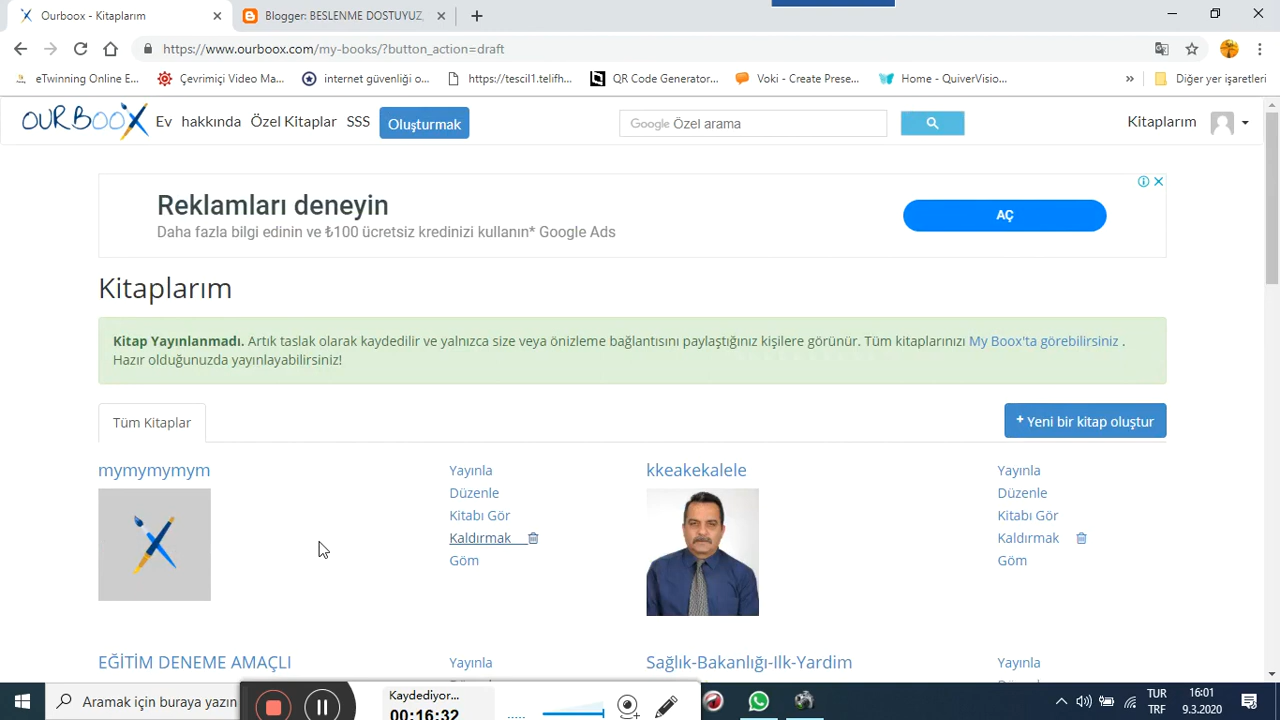 Ourboox - Kitaplarım
Blogger: BESLENME DOSTUYUZ,
https://www.ourboox.com/my-books/?button_action=draft
eTwinning Online E...
Çevrimiçi Video Ma...
internet güvenliği o...
https://tescil1.telifh...
QR Code Generator...
Voki - Create Prese...
Home - QuiverVisio...
»
Diğer yer işaretleri
OURBOOX
Ev
hakkında
Özel Kitaplar
SSS
Oluşturmak
Google Özel arama
Kitaplarım
Reklamları deneyin
Daha fazla bilgi edinin ve ₺100 ücretsiz kredinizi kullanın* Google Ads
AÇ
Kitaplarım
Kitap Yayınlanmadı. Artık taslak olarak kaydedilir ve yalnızca size veya önizleme bağlantısını paylaştığınız kişilere görünür. Tüm kitaplarınızı My Boox'ta görebilirsiniz .
Hazır olduğunuzda yayınlayabilirsiniz!
Tüm Kitaplar
+ Yeni bir kitap oluştur
mymymymym
Yayınla
Düzenle
Kitabı Gör
Kaldırmak
Göm
kkeakekalele
Yayınla
Düzenle
Kitabı Gör
Kaldırmak
Göm
EĞİTİM DENEME AMAÇLI
Yayınla
Sağlık-Bakanlığı-Ilk-Yardim
Yayınla
Aramak için buraya yazın
Kaydediyor...
00:16:32
TUR
TRF
16:01
9.3.2020